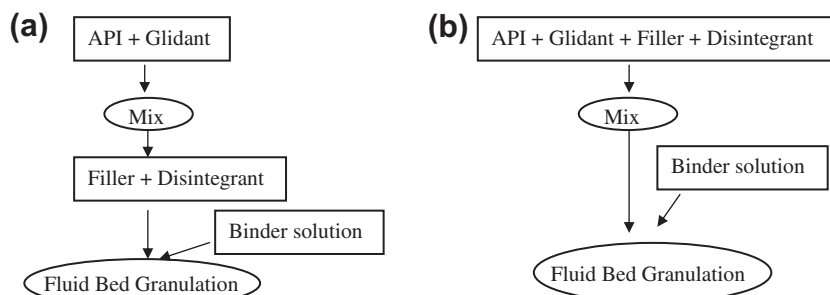 (a)
API + Glidant
Mix
Filler + Disintegrant
Binder solution
Fluid Bed Granulation
(b)
API + Glidant + Filler + Disintegrant
Mix
Binder solution
Fluid Bed Granulation